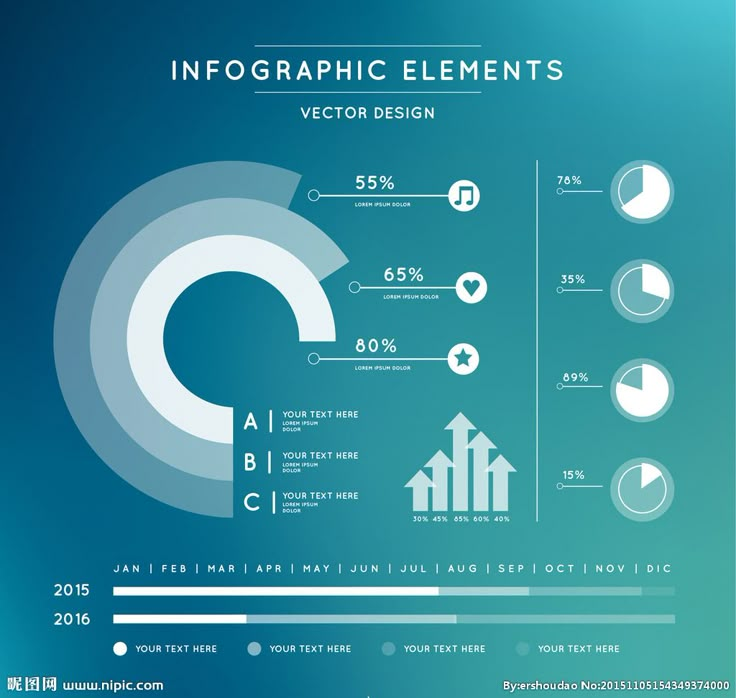 INFOGRAPHIC ELEMENTS
VECTOR DESIGN
55%
LOREM IPSUM DOLOR
65%
LOREM IPSUM DOLOR
80%
LOREM IPSUM DOLOR
78%
35%
89%
15%
A | YOUR TEXT HERE
LOREM IPSUM
DOLOR
B | YOUR TEXT HERE
LOREM IPSUM
DOLOR
C | YOUR TEXT HERE
LOREM IPSUM
DOLOR
30% 45% 85% 60% 40%
JAN | FEB | MAR | APR | MAY | JUN | JUL | AUG | SEP | OCT | NOV | DIC
2015
2016
YOUR TEXT HERE YOUR TEXT HERE YOUR TEXT HERE YOUR TEXT HERE
昵图网 www.nipic.com
By:ershoudao No:20151105154349374000